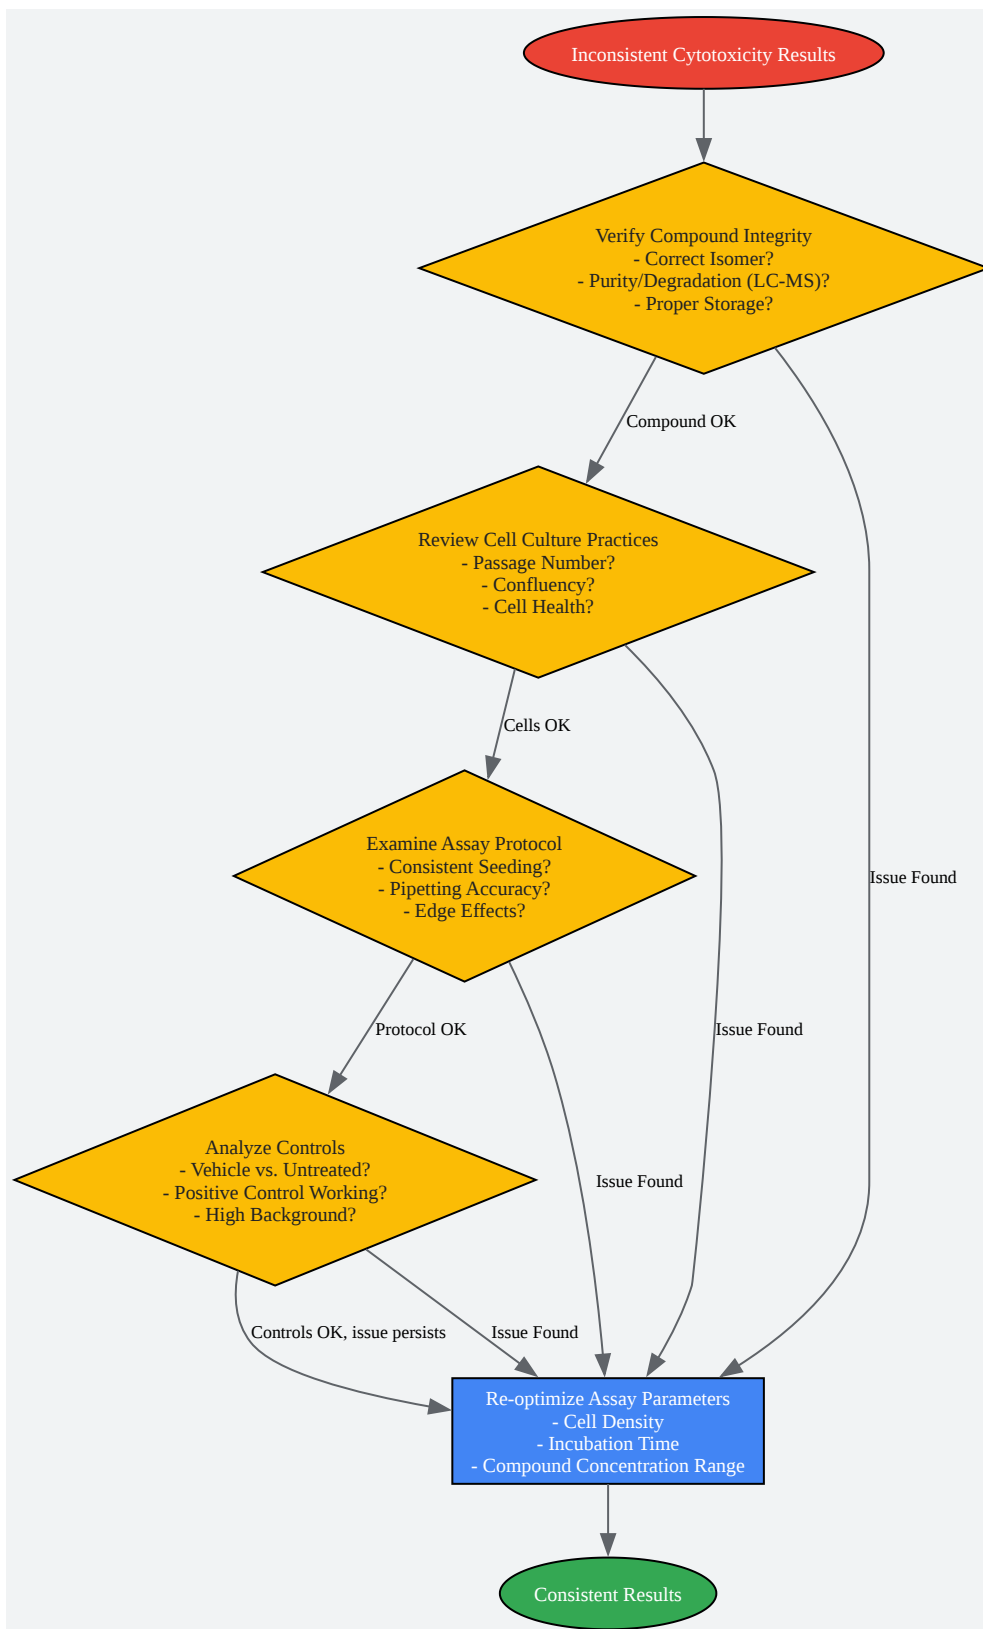 Inconsistent Cytotoxicity Results
Verify Compound Integrity
- Correct Isomer?
- Purity/Degradation (LC-MS)?
- Proper Storage?
Compound OK
Review Cell Culture Practices
- Passage Number?
- Confluency?
- Cell Health?
Cells OK
Examine Assay Protocol
- Consistent Seeding?
- Pipetting Accuracy?
- Edge Effects?
Issue Found
Protocol OK
Issue Found
Analyze Controls
- Vehicle vs. Untreated?
- Positive Control Working?
- High Background?
Issue Found
Controls OK, issue persists
Issue Found
Re-optimize Assay Parameters
- Cell Density
- Incubation Time
- Compound Concentration Range
Consistent Results